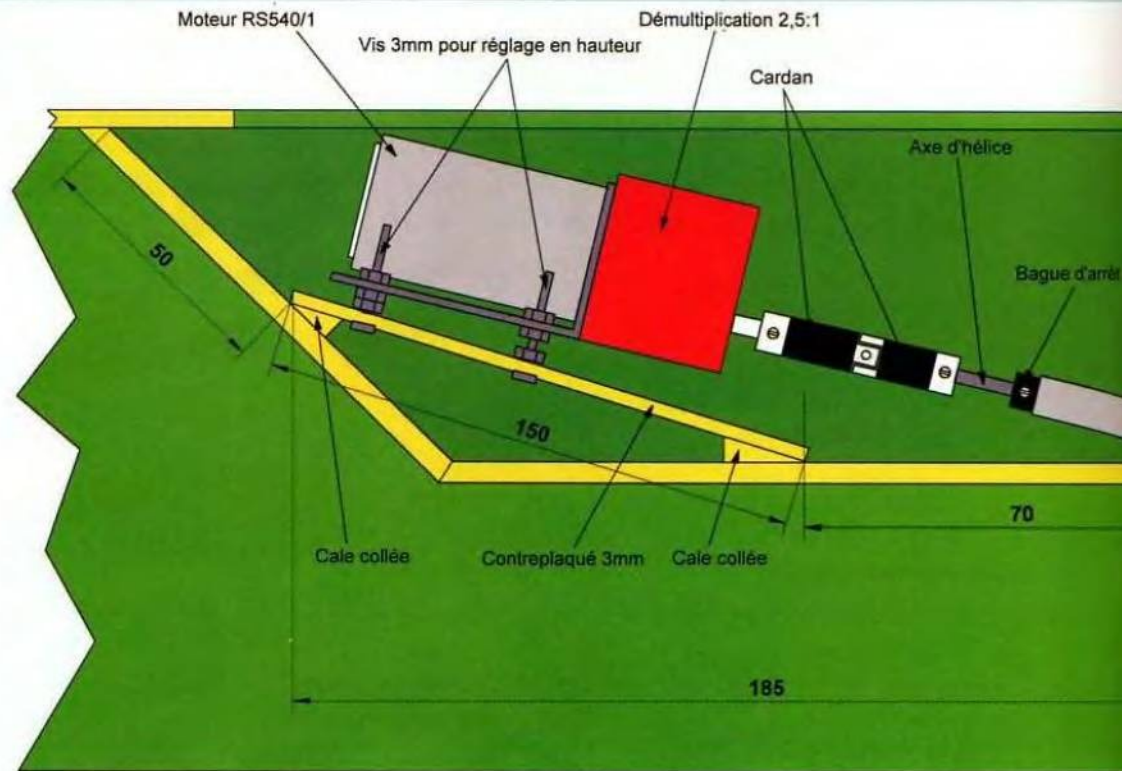 Moteur RS540/1
Démultiplication 2,5:1
Vis 3mm pour réglage en hauteur
Cardan
Axe d'hélice
Bague d'arrêt
50
150
70
Cale collée
Contreplaqué 3mm
Cale collée
185